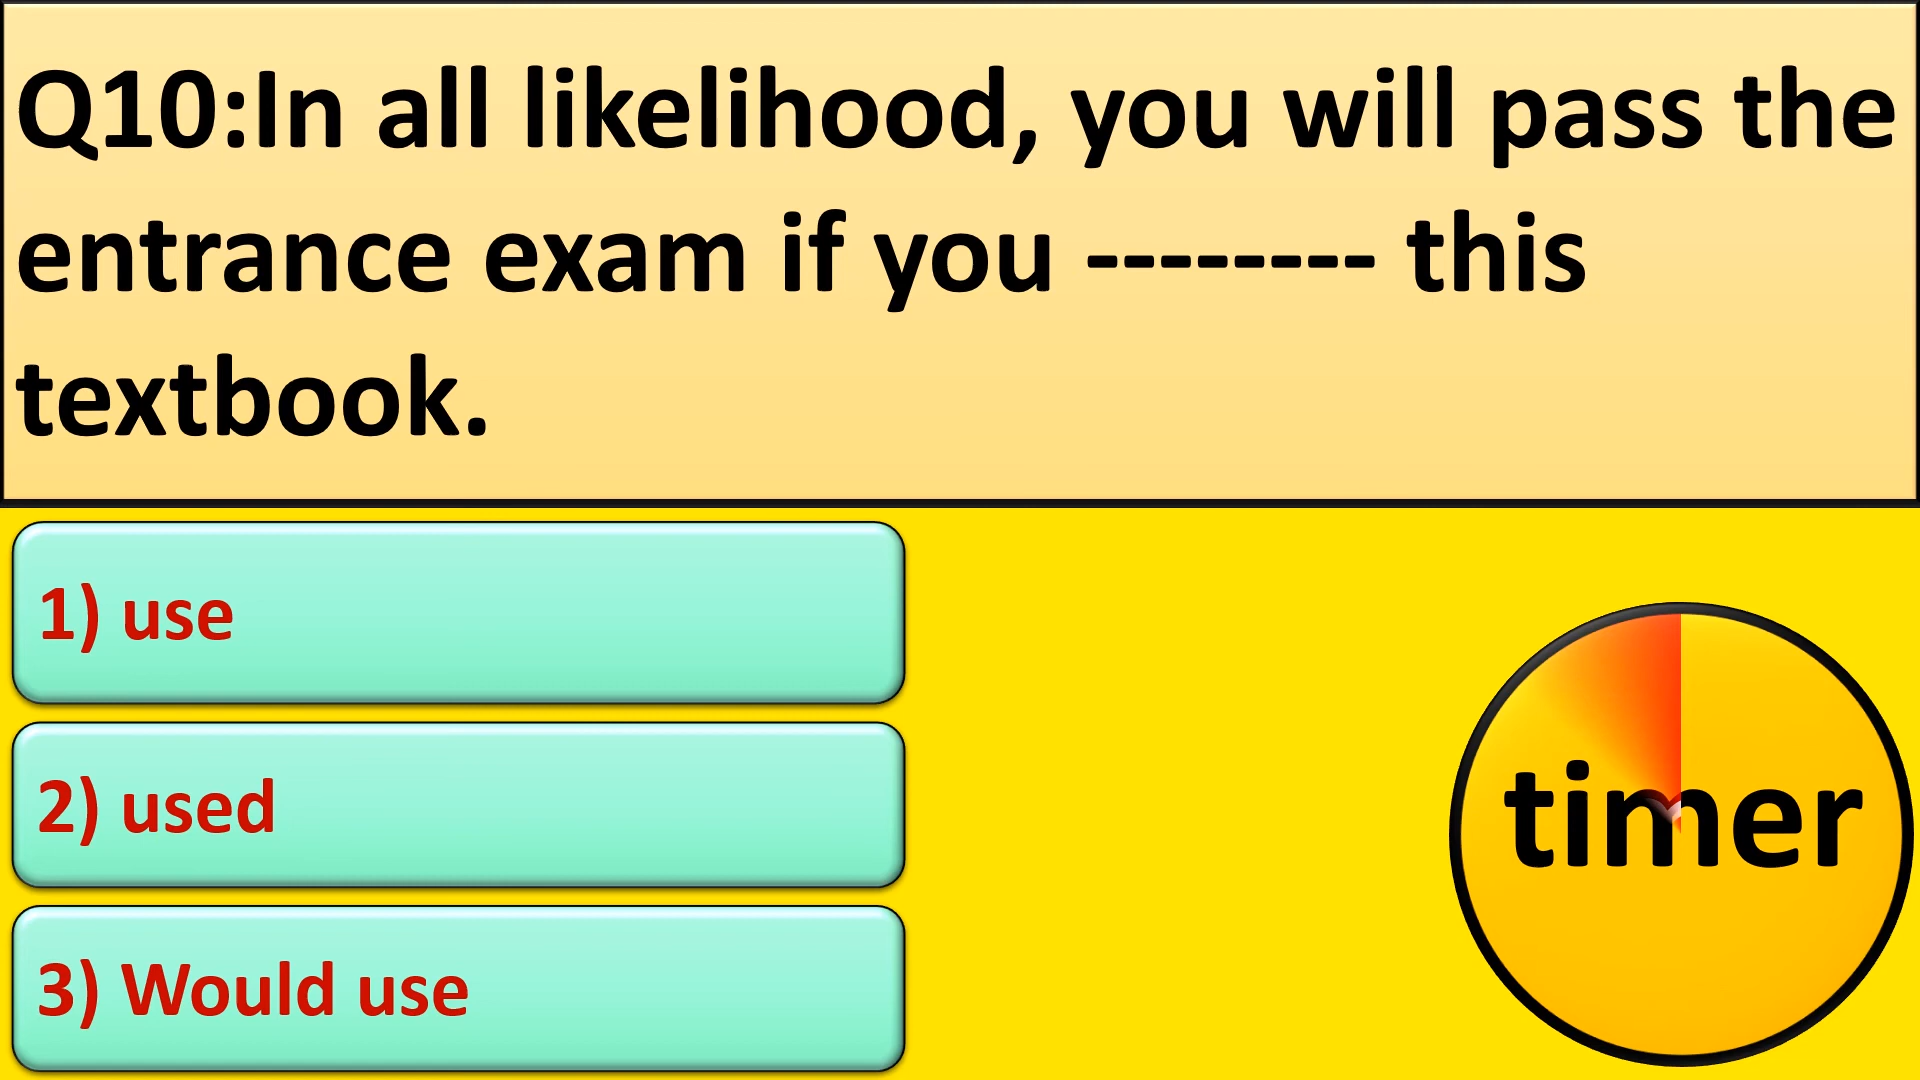 Q10:In all likelihood, you will pass the
entrance exam if you -------- this
textbook.
1) use
2) used
3) Would use
timer